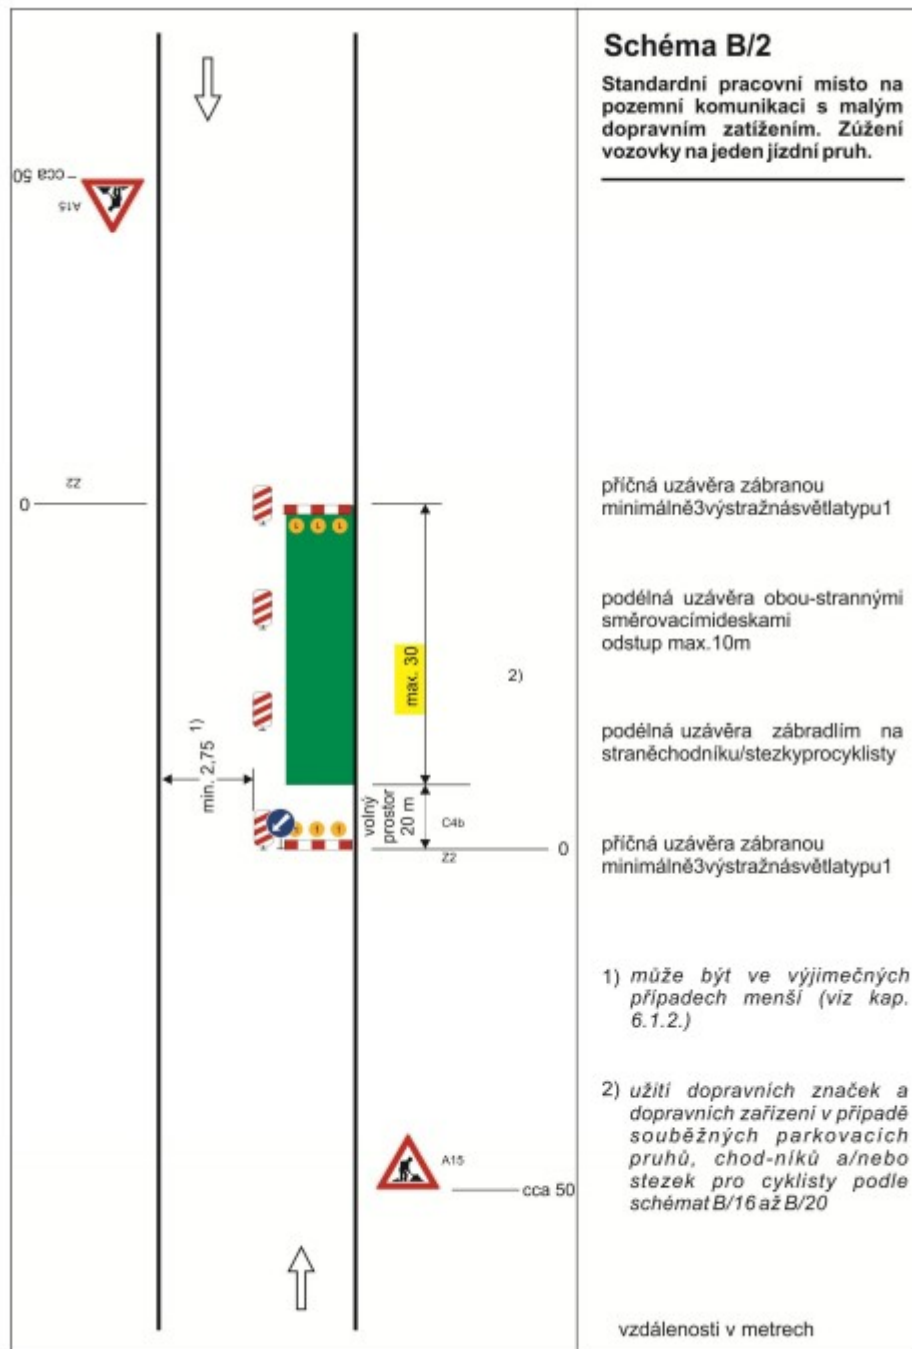 Schéma B/2
Standardní pracovní místo na
pozemní komunikaci s malým
dopravním zatížením. Zúžení
vozovky na jeden jízdní pruh.
cca 50
A15
Z2
0
příčná uzávěra zábranou
minimálně3výstražnásvětlatypu1
podélná uzávěra obou-strannými
směrovacímideskami
odstup max.10m
max. 30
2)
podélná uzávěra zábradlím na
straněchodníku/stezkyprocyklisty
min. 2,75 1)
volný
prostor
20 m
C4b
Z2
0
příčná uzávěra zábranou
minimálně3výstražnásvětlatypu1
1) může být ve výjimečných
případech menší (viz kap.
6.1.2.)
2) užití dopravních značek a
dopravních zařízení v případě
souběžných parkovacích
pruhů, chod-níků a/nebo
stezek pro cyklisty podle
schémat B/16 až B/20
A15
cca 50
vzdálenosti v metrech